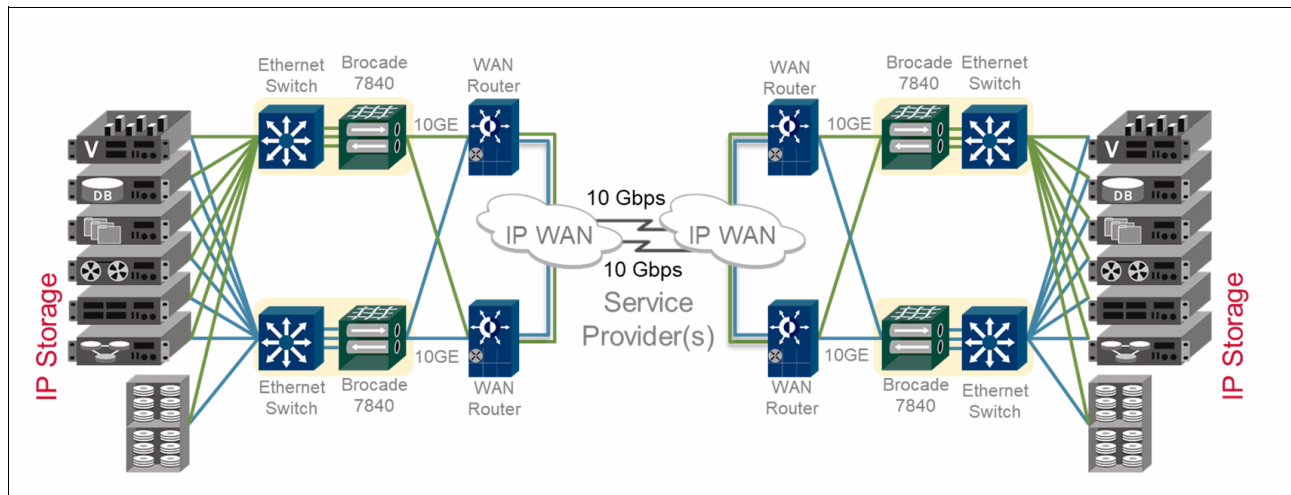 Ethernet
Switch
Brocade
7840
WAN
Router
WAN
Router
Brocade
7840
Ethernet
Switch
10GE
10GE
V
V
DB
DB
10 Gbps
IP WAN
IP WAN
10 Gbps
Service
Provider(s)
IP Storage
IP Storage
10GE
10GE
Ethernet
Switch
Brocade
7840
WAN
Router
WAN
Router
Brocade
7840
Ethernet
Switch